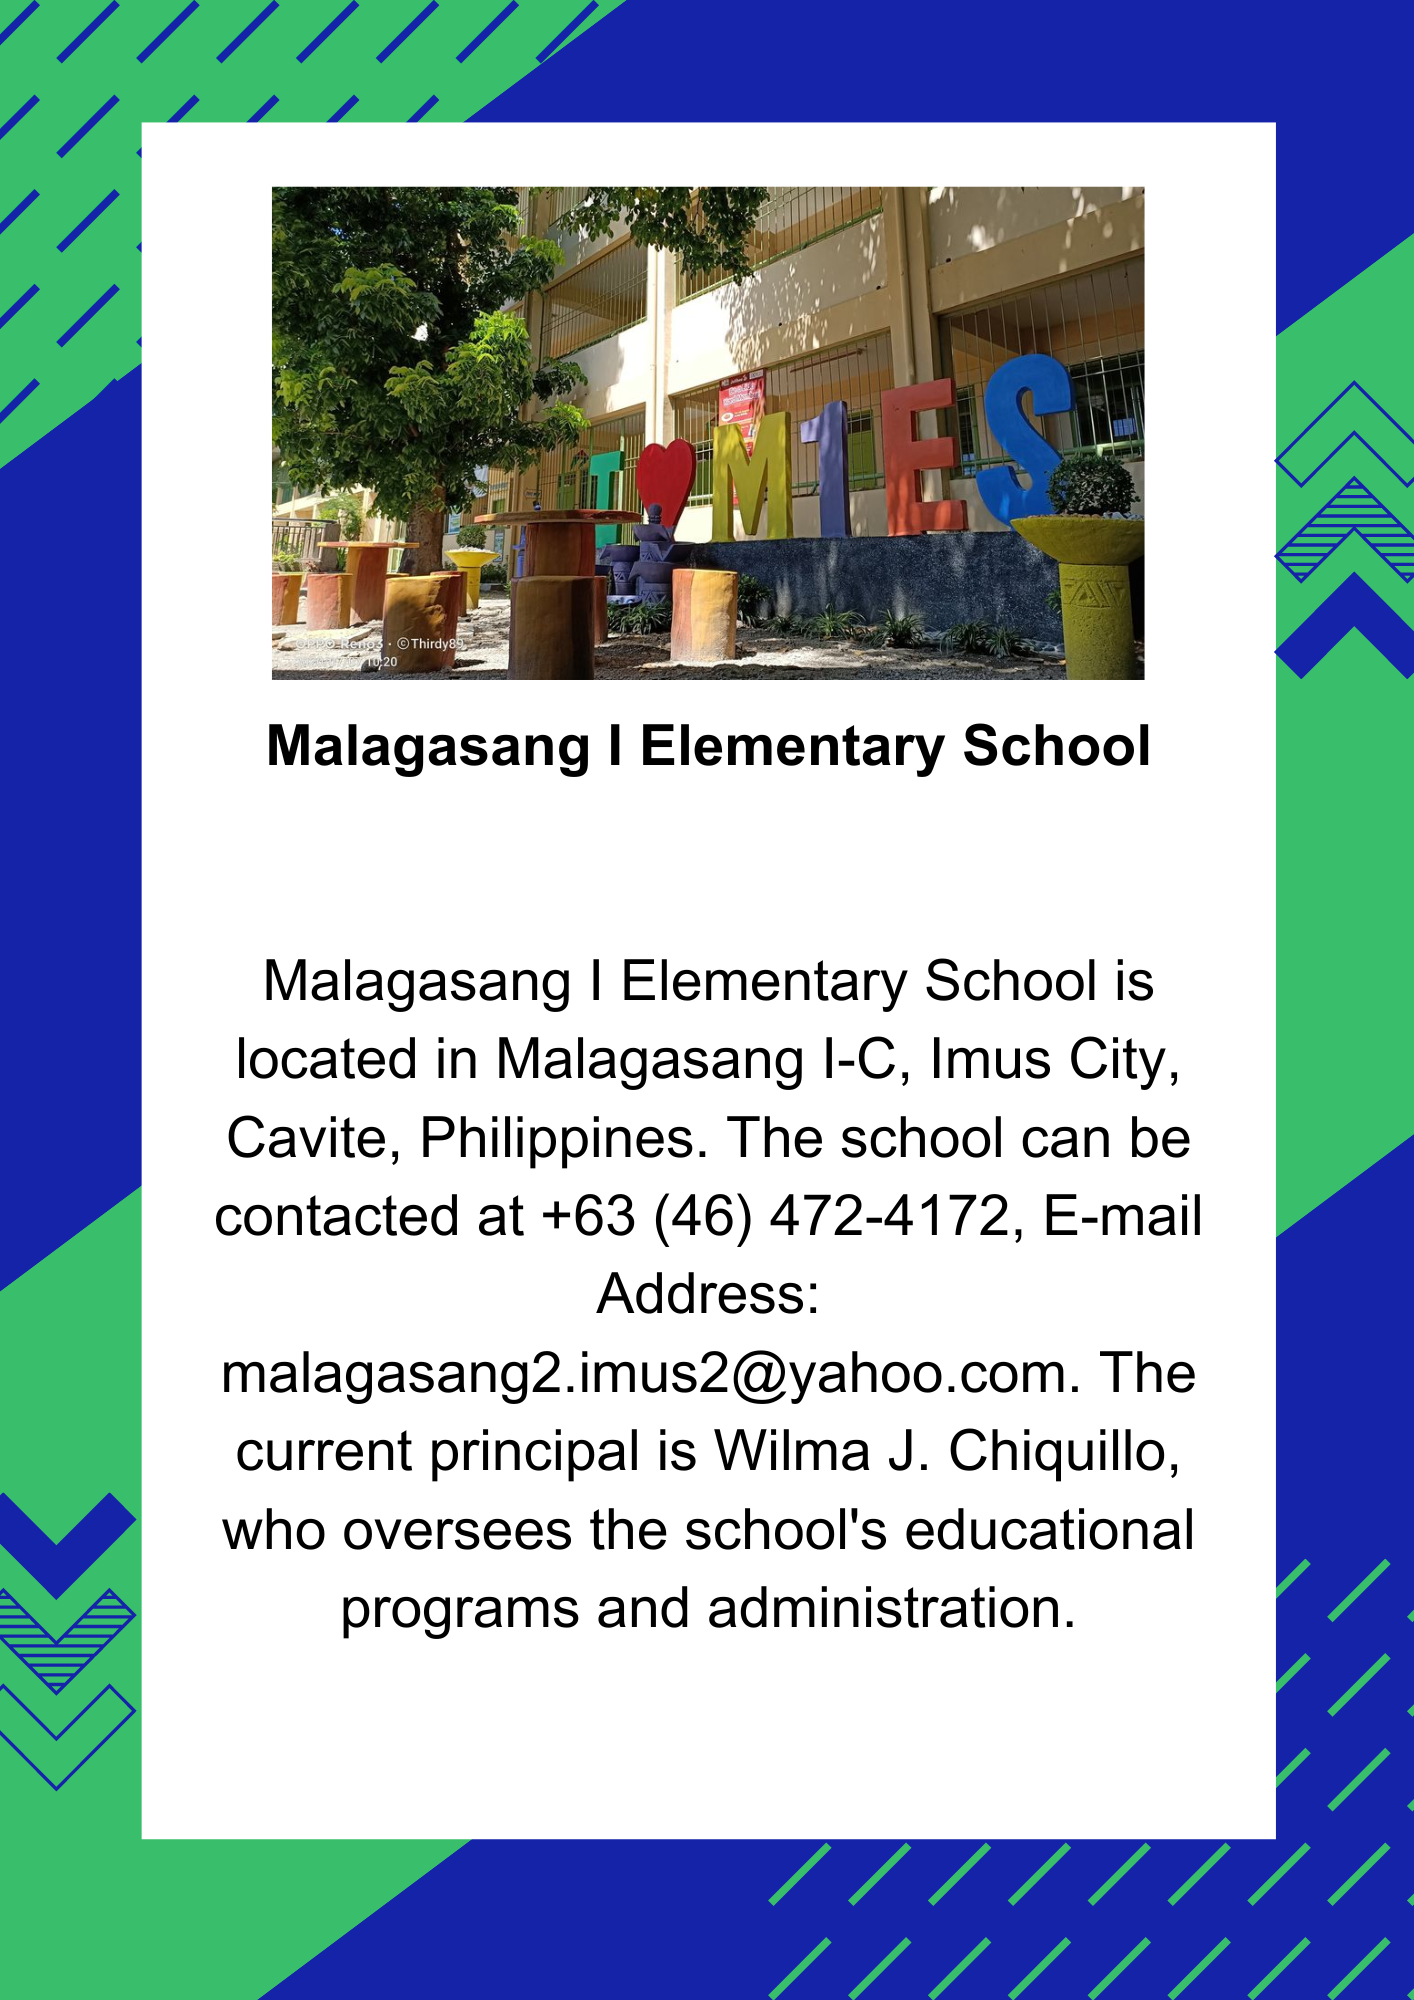 I ♥ M1ES
Reno3 · © Thirdy89
10:20
Malagasang I Elementary School
Malagasang I Elementary School is
located in Malagasang I-C, Imus City,
Cavite, Philippines. The school can be
contacted at +63 (46) 472-4172, E-mail
Address:
malagasang2.imus2@yahoo.com. The
current principal is Wilma J. Chiquillo,
who oversees the school's educational
programs and administration.